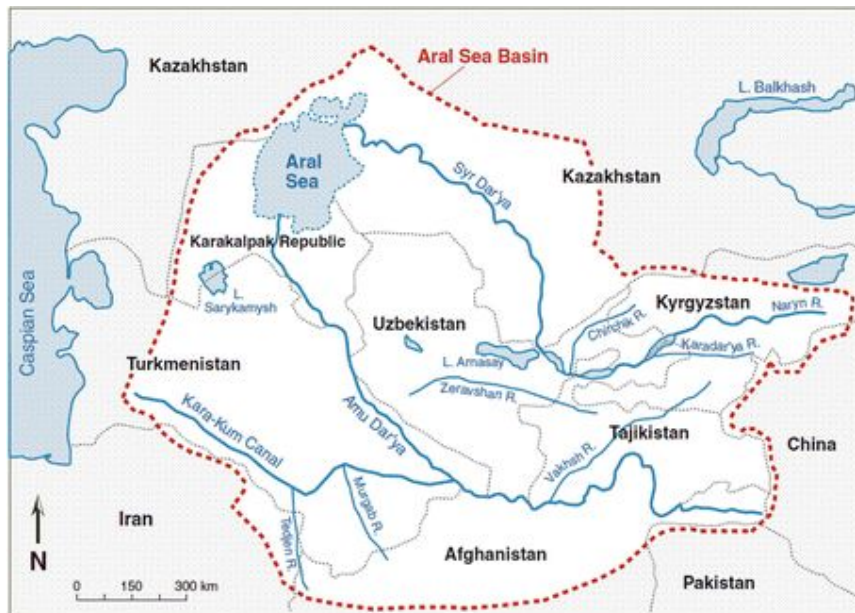 Kazakhstan
Aral Sea Basin
L. Balkhash
Aral
Sea
Syr Dar'ya
Kazakhstan
Karakalpak Republic
L.
Sarykamysh
Caspian Sea
Uzbekistan
Kyrgyzstan
Chirchik R.
Naryn R.
Karadar'ya R.
L. Arnasay
Zeravshan R.
Turkmenistan
Kara-Kum Canal
Amu Dar'ya
Tajikistan
Vakhsh R.
China
Iran
Murgab R.
Tedjen R.
Afghanistan
Pakistan
N
0 150 300 km